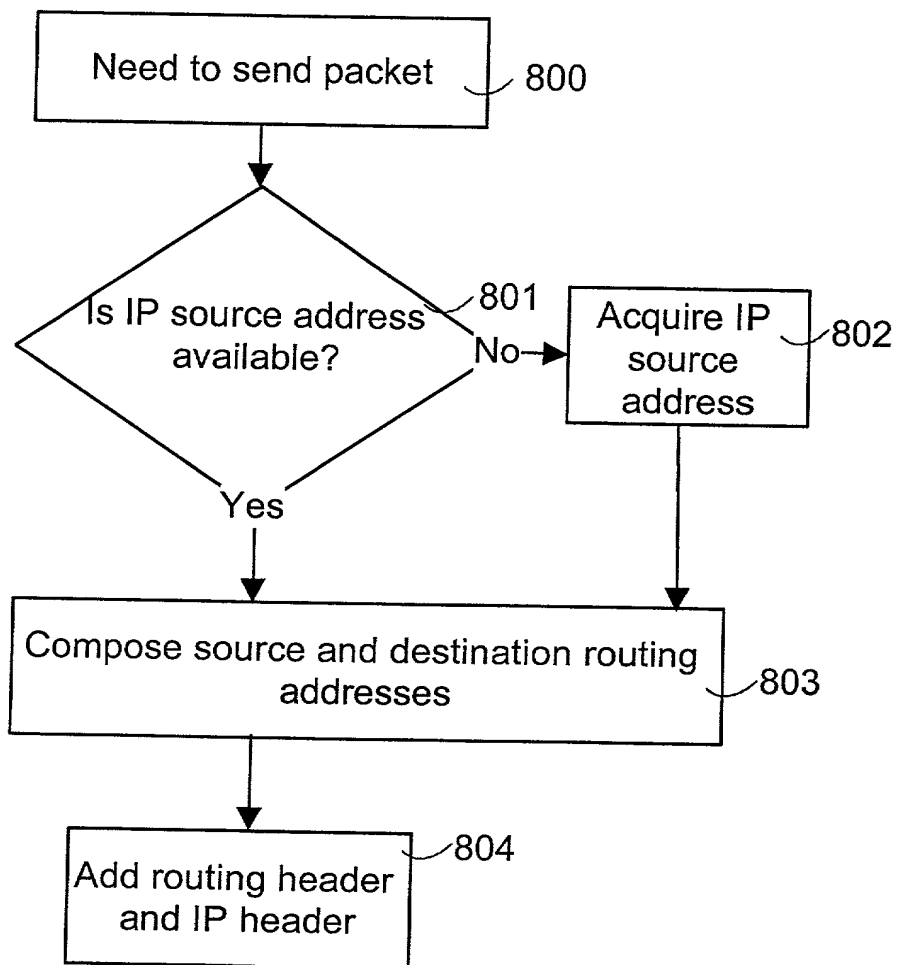 Need to send packet
800
Is IP source address
available?
801
No
Acquire IP
source
address
802
Yes
Compose source and destination routing
addresses
803
Add routing header
and IP header
804